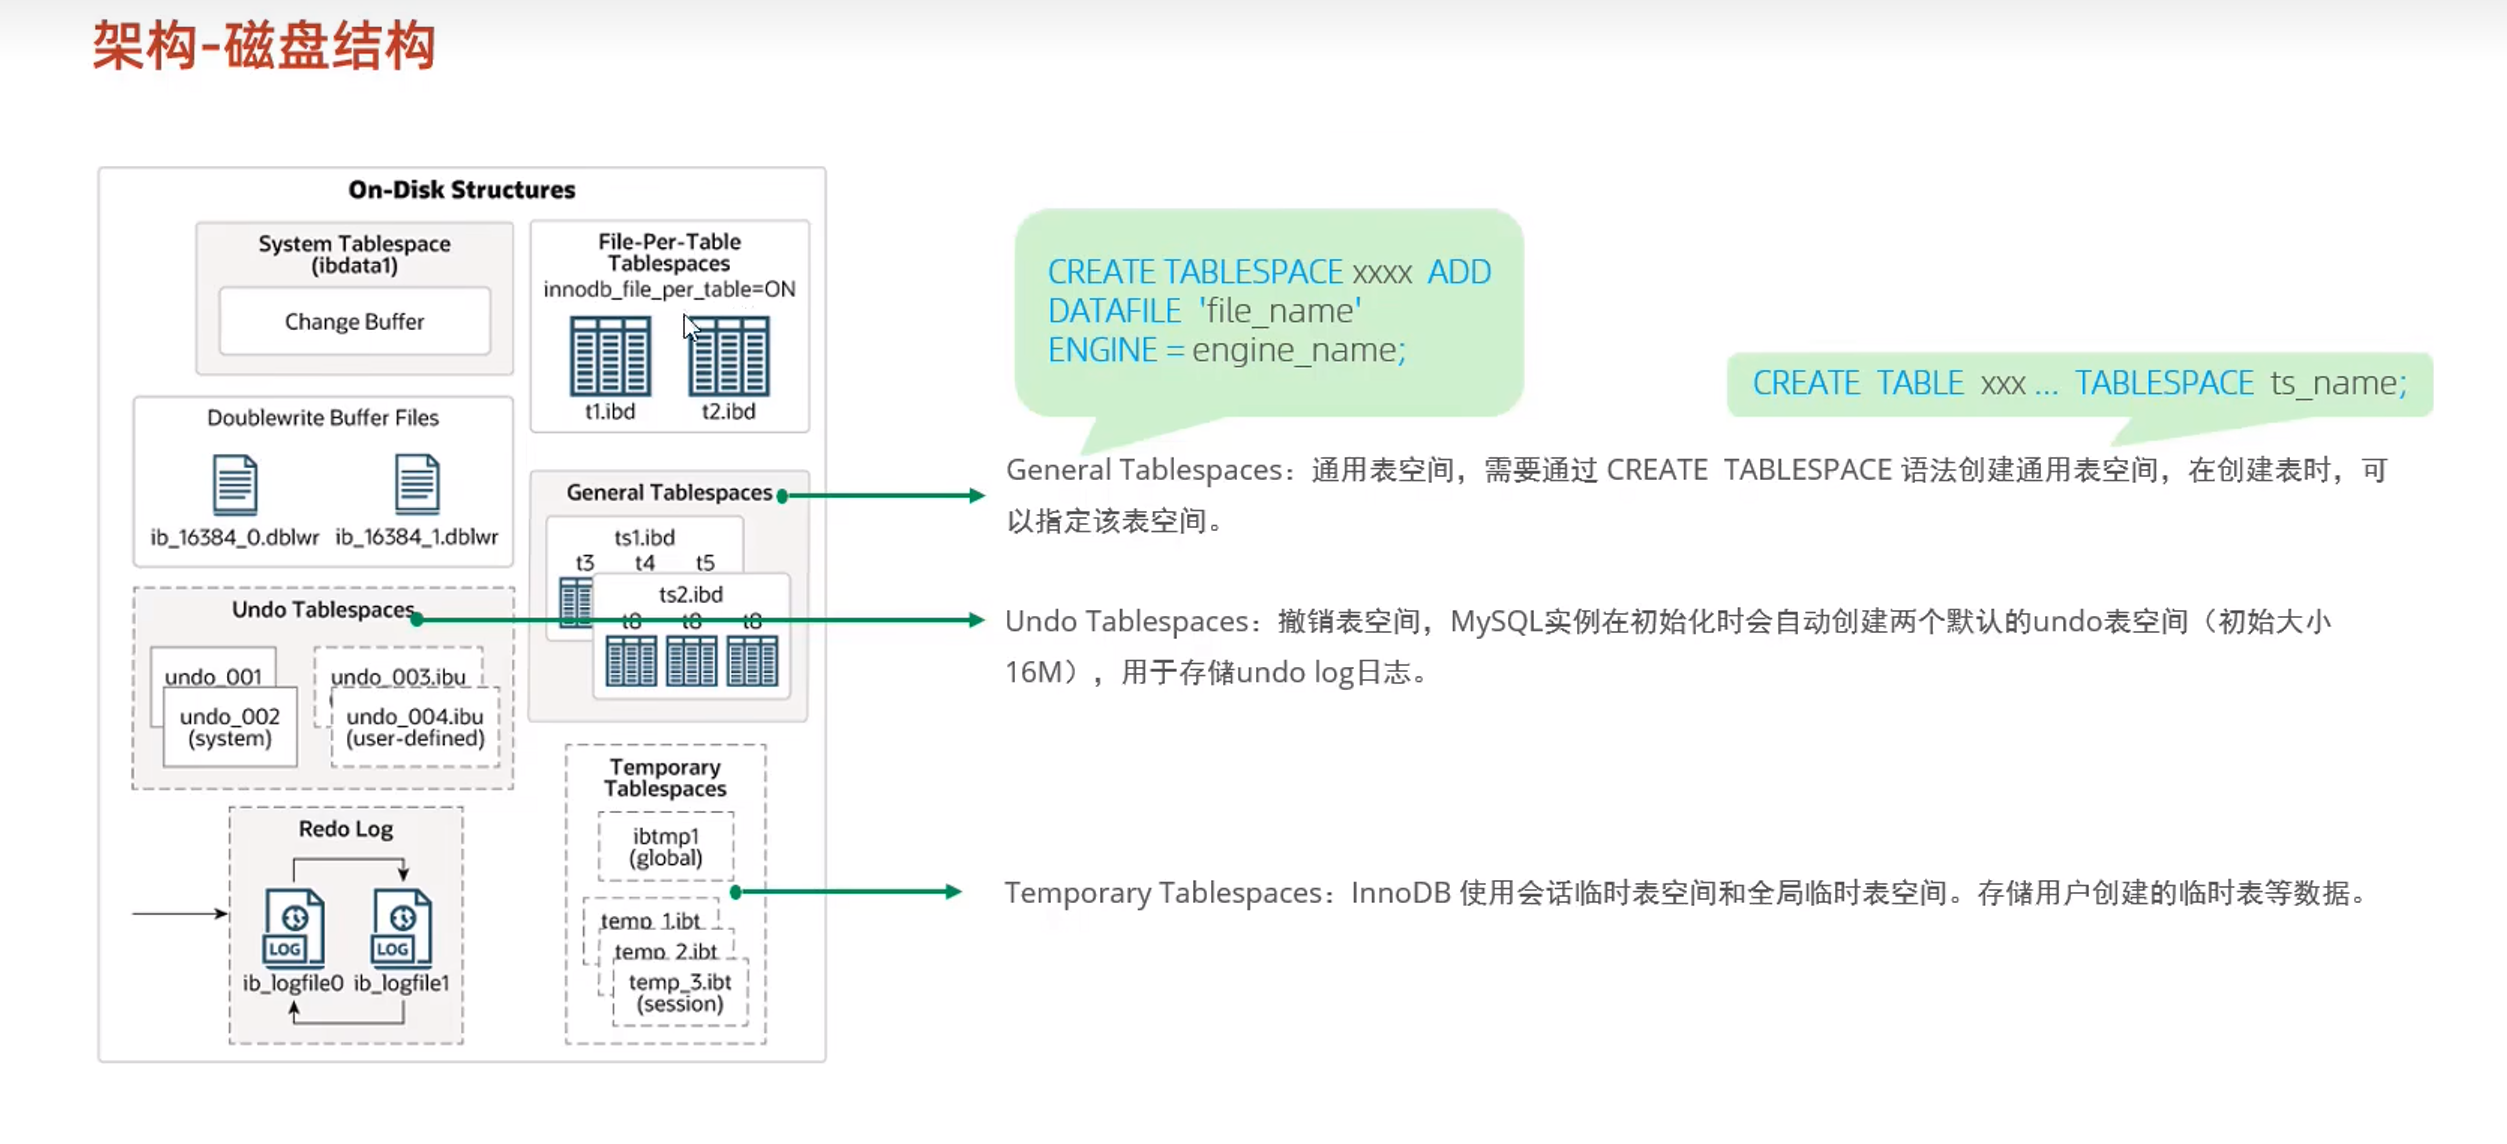 架构-磁盘结构
On-Disk Structures
System Tablespace
(ibdata1)
Change Buffer
File-Per-Table
Tablespaces
innodb_file_per_table=ON
t1.ibd
t2.ibd
Doublewrite Buffer Files
ib_16384_0.dblwr
ib_16384_1.dblwr
General Tablespaces
ts1.ibd
t3 t4 t5
ts2.ibd
t8 t8 t8
Undo Tablespaces
undo_001
undo_002
(system)
undo_003.ibu
undo_004.ibu
(user-defined)
Redo Log
LOG
LOG
ib_logfile0
ib_logfile1
Temporary
Tablespaces
ibtmp1
(global)
temp_1.ibt
temp_2.ibt
temp_3.ibt
(session)
CREATE TABLESPACE xxxx ADD
DATAFILE 'file_name'
ENGINE = engine_name;
CREATE TABLE xxx ... TABLESPACE ts_name;
General Tablespaces：通用表空间，需要通过 CREATE TABLESPACE 语法创建通用表空间，在创建表时，可
以指定该表空间。
Undo Tablespaces：撤销表空间，MySQL实例在初始化时会自动创建两个默认的undo表空间（初始大小
16M），用于存储undo log日志。
Temporary Tablespaces：InnoDB 使用会话临时表空间和全局临时表空间。存储用户创建的临时表等数据。